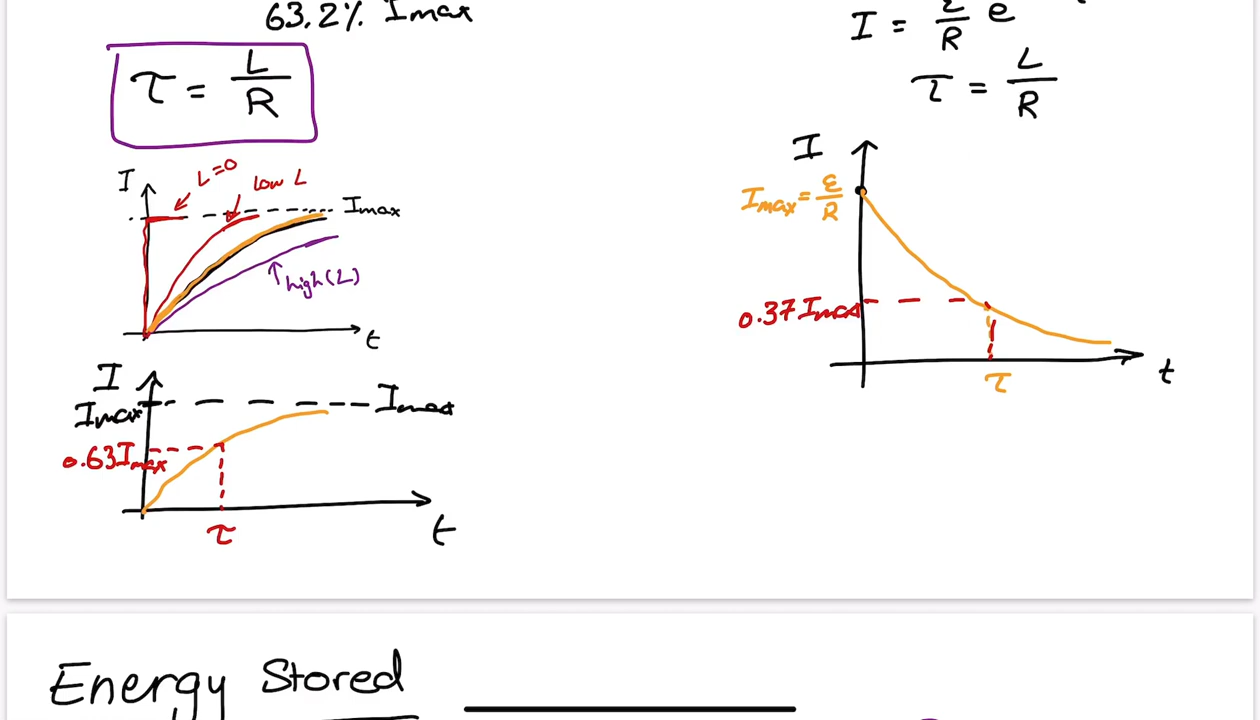 63.2% Imax
τ = L/R
I
L=0
low L
Imax
high(L)
t
I
Imax
Imax
0.63Imax
τ
t
I = ε/R e
τ = L/R
I
Imax = ε/R
0.37 Imax
τ
t
Energy Stored